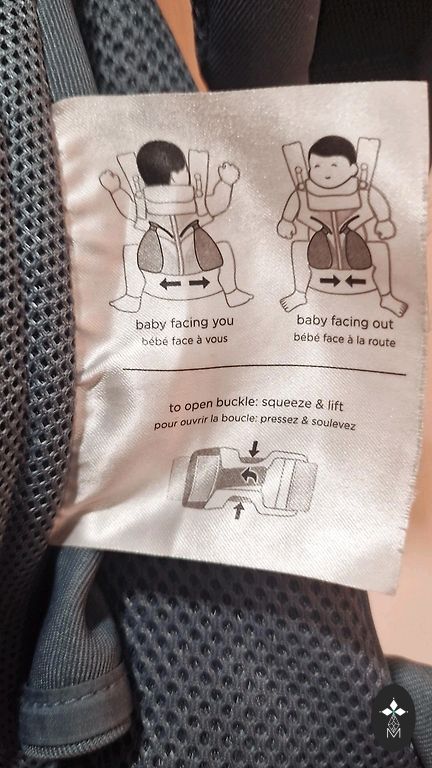 baby facing you
bébé face à vous
baby facing out
bébé face à la route
to open buckle: squeeze & lift
pour ouvrir la boucle: pressez & soulevez
M